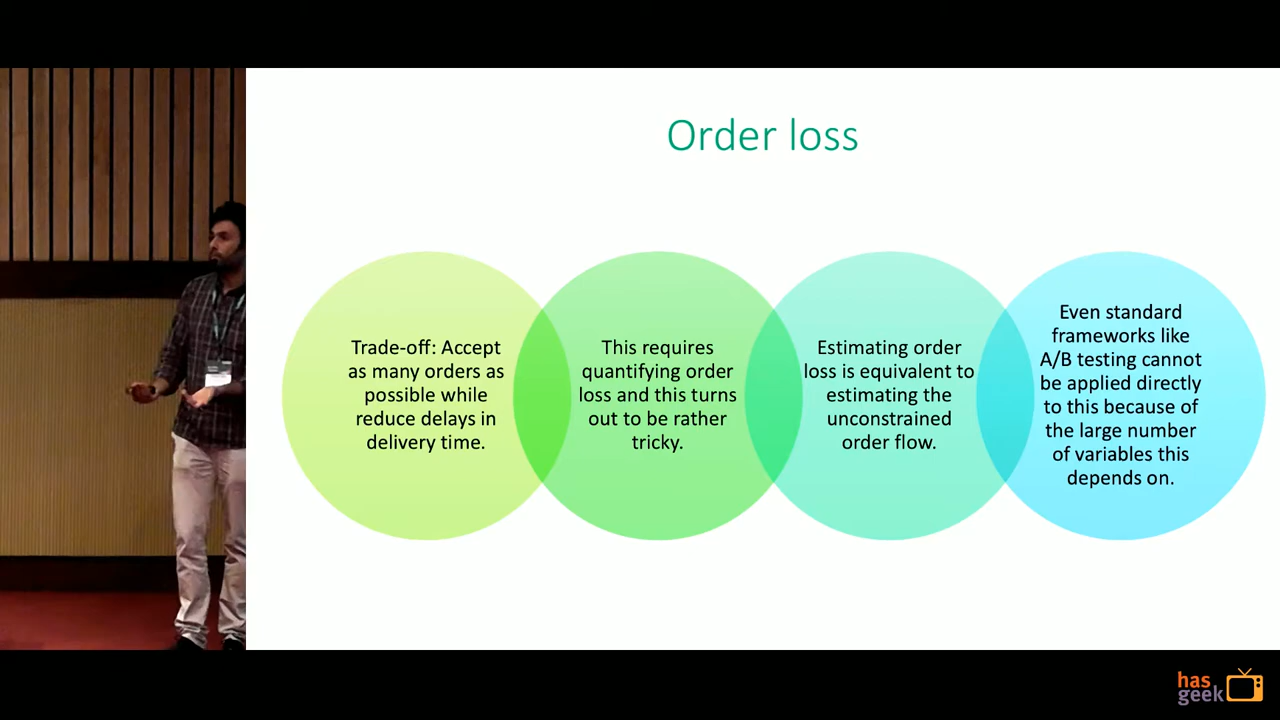 Order loss
Trade-off: Accept
as many orders as
possible while
reduce delays in
delivery time.
This requires
quantifying order
loss and this turns
out to be rather
tricky.
Estimating order
loss is equivalent to
estimating the
unconstrained
order flow.
Even standard
frameworks like
A/B testing cannot
be applied directly
to this because of
the large number
of variables this
depends on.
has
geek